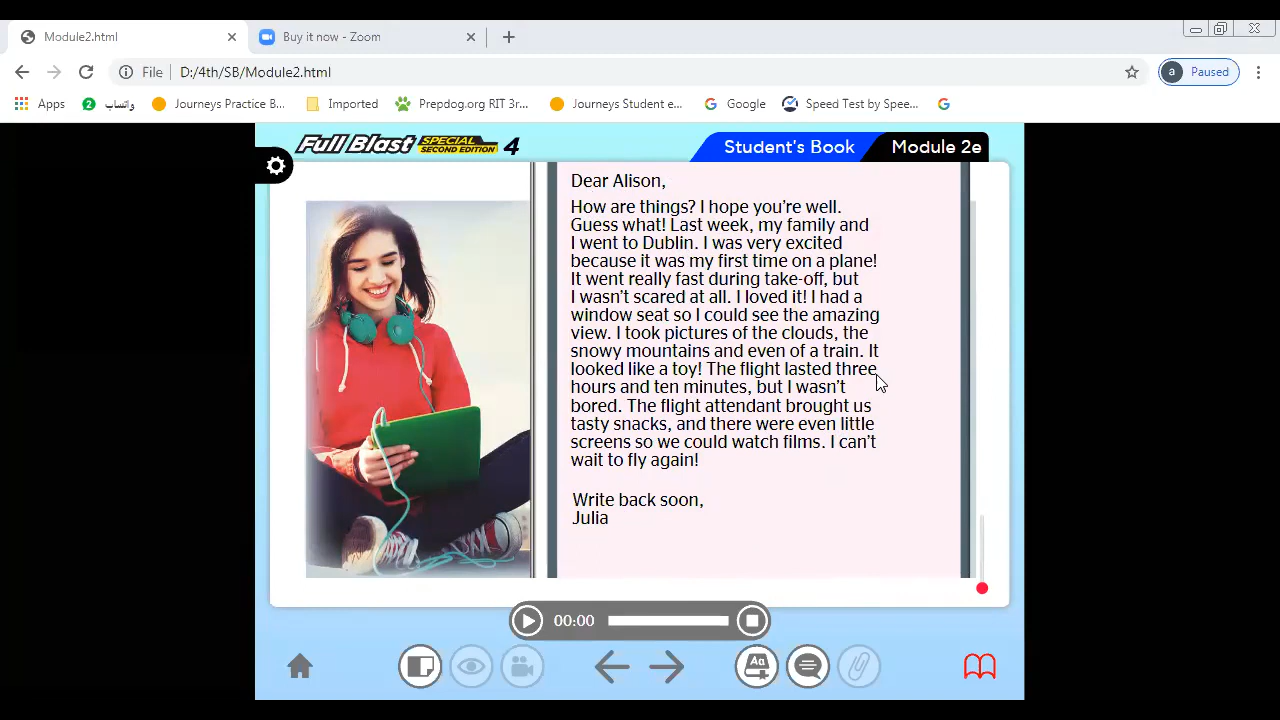 Module2.html
Buy it now - Zoom
File
D:/4th/SB/Module2.html
a
Paused
Apps
2
واتساب
Journeys Practice B...
Imported
Prepdog.org RIT 3r...
Journeys Student e...
Google
Speed Test by Spee...
Full Blast SPECIAL SECOND EDITION 4
Student's Book
Module 2e
Dear Alison,
How are things? I hope you're well.
Guess what! Last week, my family and
I went to Dublin. I was very excited
because it was my first time on a plane!
It went really fast during take-off, but
I wasn't scared at all. I loved it! I had a
window seat so I could see the amazing
view. I took pictures of the clouds, the
snowy mountains and even of a train. It
looked like a toy! The flight lasted three
hours and ten minutes, but I wasn't
bored. The flight attendant brought us
tasty snacks, and there were even little
screens so we could watch films. I can't
wait to fly again!
Write back soon,
Julia
00:00
Aa